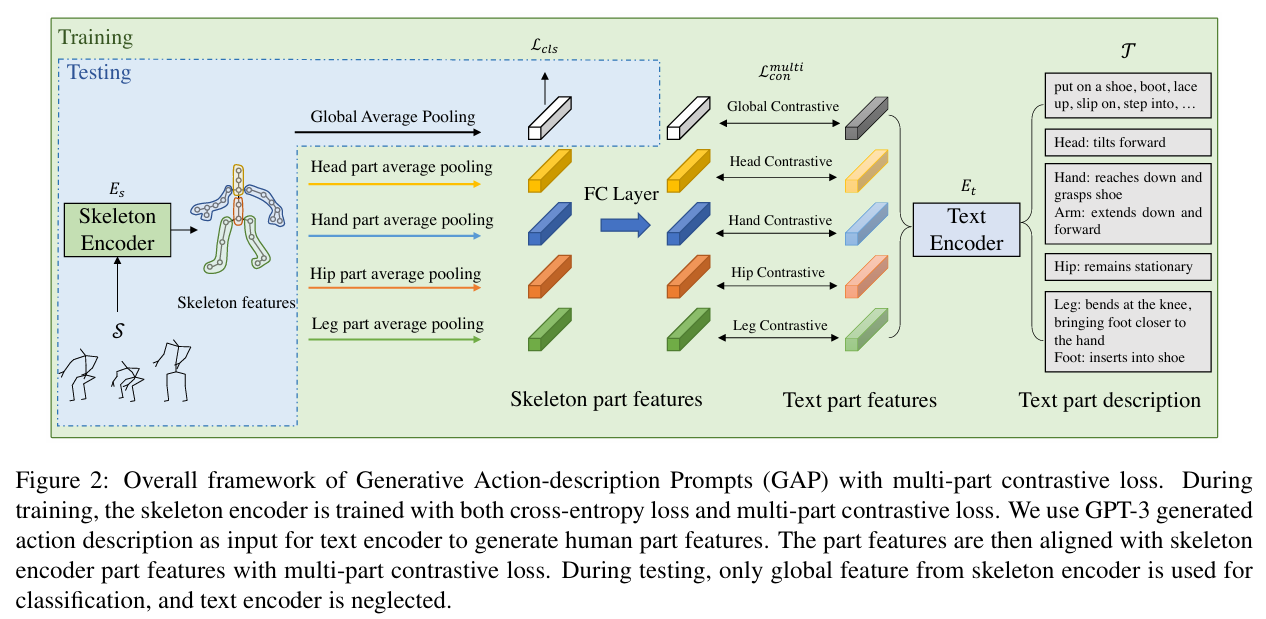 Training
Testing
ℒ_cls
ℒ_con^multi
𝒯
Global Average Pooling
Head part average pooling
Hand part average pooling
Hip part average pooling
Leg part average pooling
E_s
Skeleton
Encoder
Skeleton features
𝒮
FC Layer
Global Contrastive
Head Contrastive
Hand Contrastive
Hip Contrastive
Leg Contrastive
E_t
Text
Encoder
put on a shoe, boot, lace
up, slip on, step into, …
Head: tilts forward
Hand: reaches down and
grasps shoe
Arm: extends down and
forward
Hip: remains stationary
Leg: bends at the knee,
bringing foot closer to
the hand
Foot: inserts into shoe
Skeleton part features
Text part features
Text part description
Figure 2: Overall framework of Generative Action-description Prompts (GAP) with multi-part contrastive loss. During
training, the skeleton encoder is trained with both cross-entropy loss and multi-part contrastive loss. We use GPT-3 generated
action description as input for text encoder to generate human part features. The part features are then aligned with skeleton
encoder part features with multi-part contrastive loss. During testing, only global feature from skeleton encoder is used for
classification, and text encoder is neglected.